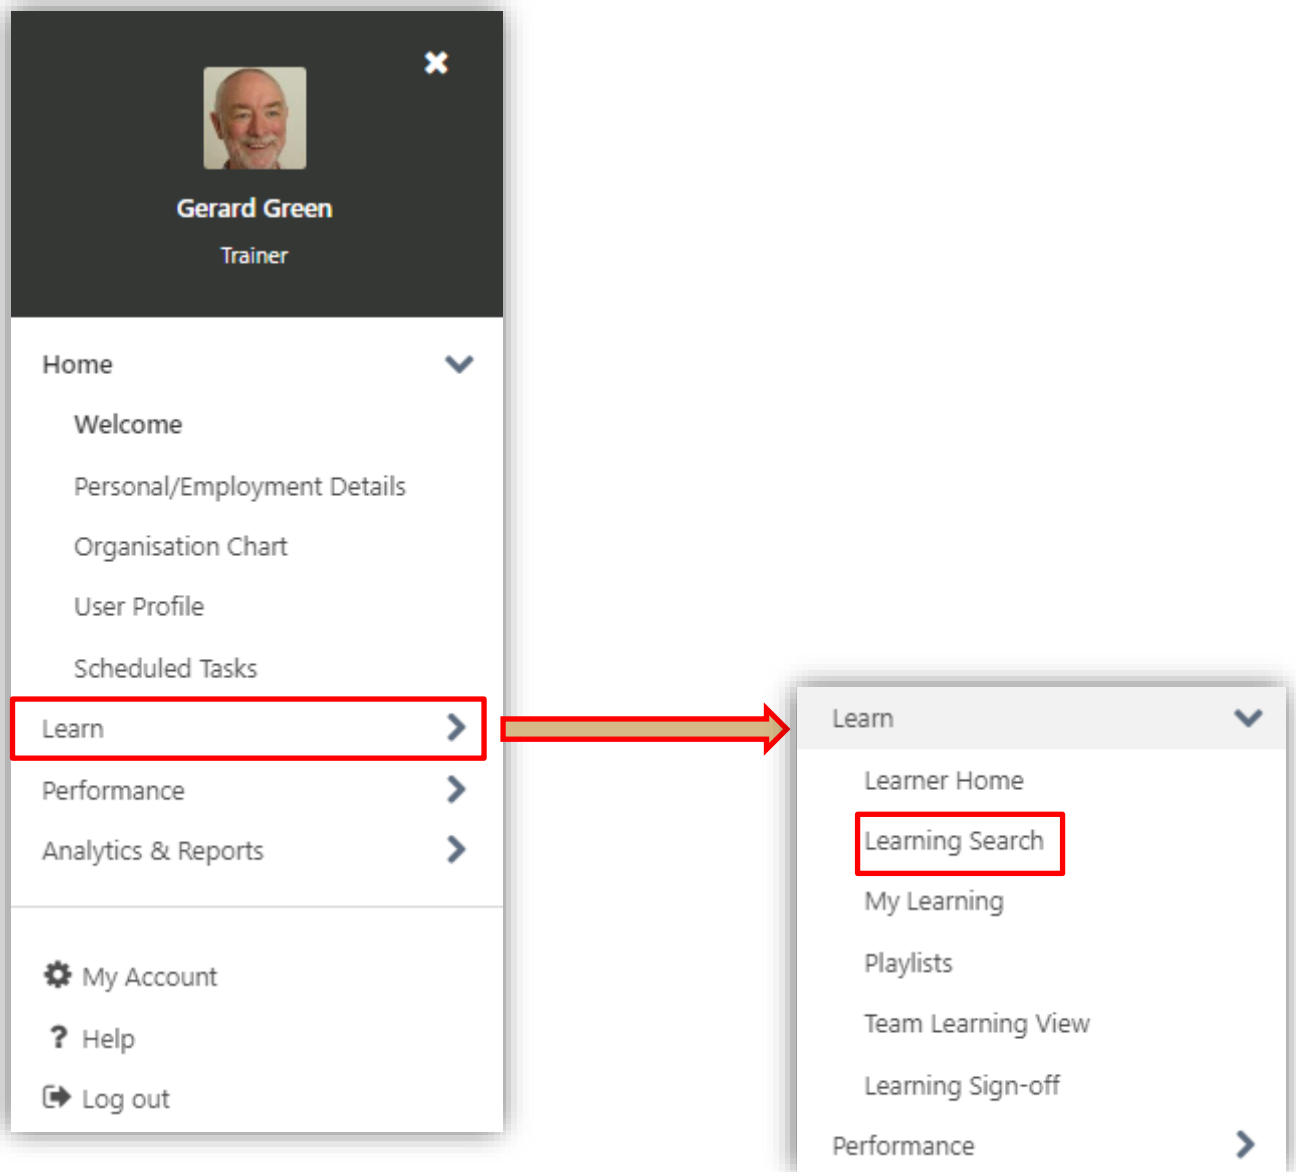 Gerard Green
Trainer
Home
Welcome
Personal/Employment Details
Organisation Chart
User Profile
Scheduled Tasks
Learn
Performance
Analytics & Reports
My Account
? Help
Log out
Learn
Learner Home
Learning Search
My Learning
Playlists
Team Learning View
Learning Sign-off
Performance